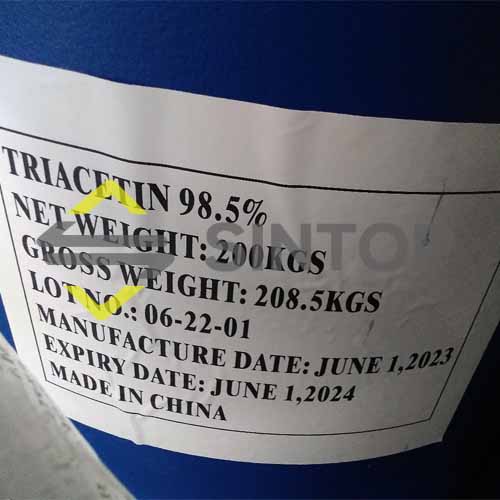 TRIACETIN 98.5%
NET WEIGHT: 200KGS
GROSS WEIGHT: 208.5KGS
LOT NO.: 06-22-01
MANUFACTURE DATE: JUNE 1,2023
EXPIRY DATE: JUNE 1,2024
MADE IN CHINA